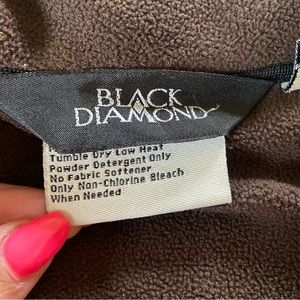 BLACK
DIAMOND
Tumble Dry Low Heat
Powder Detergent Only
No Fabric Softener
Only Non-Chlorine Bleach
When Needed